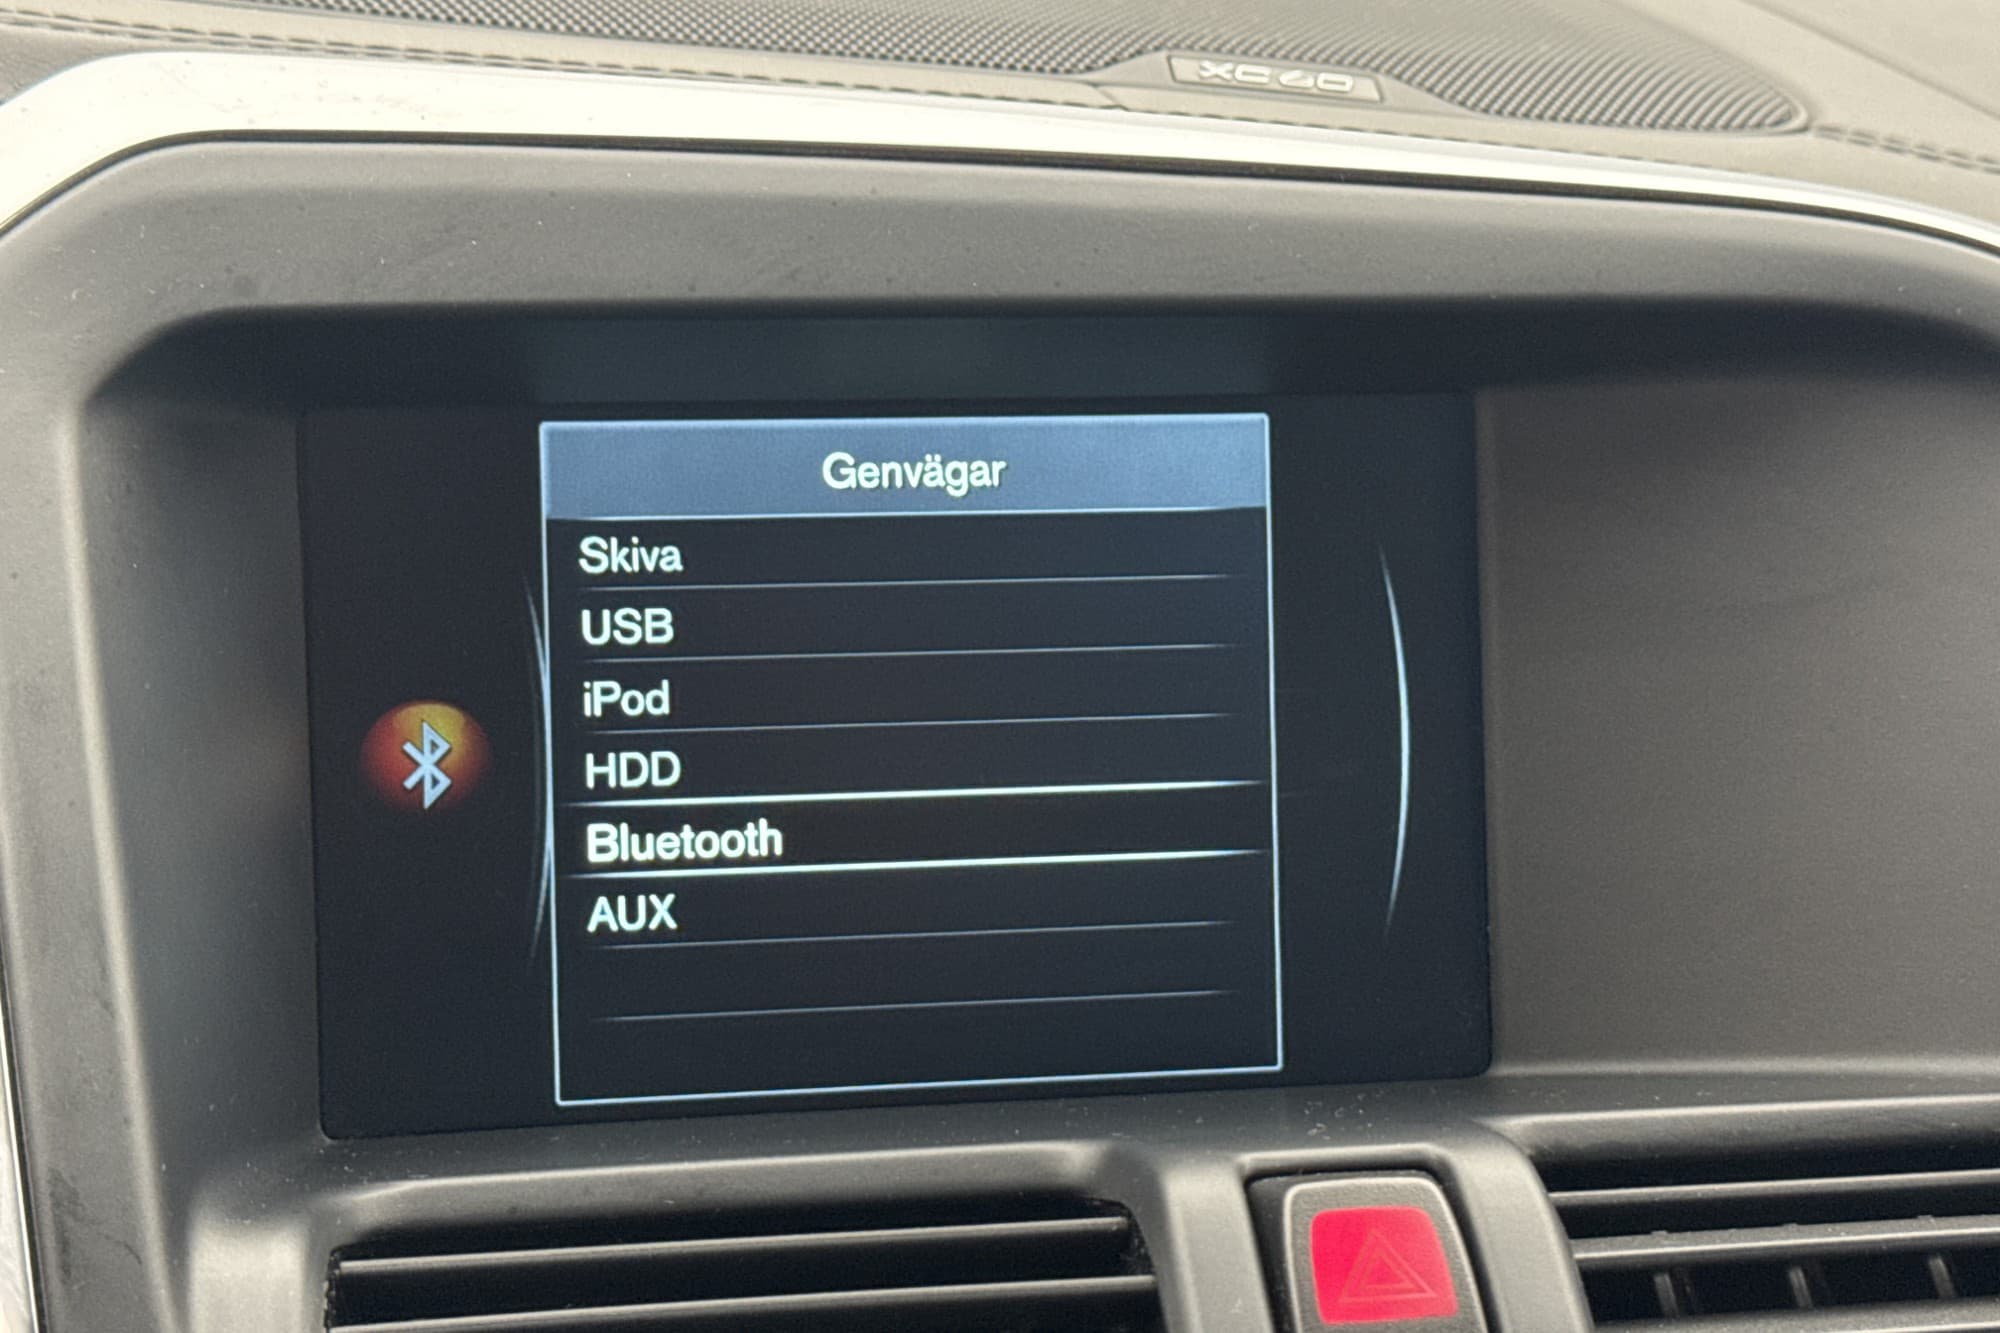 XC60
Genvägar
Skiva
USB
iPod
HDD
Bluetooth
AUX